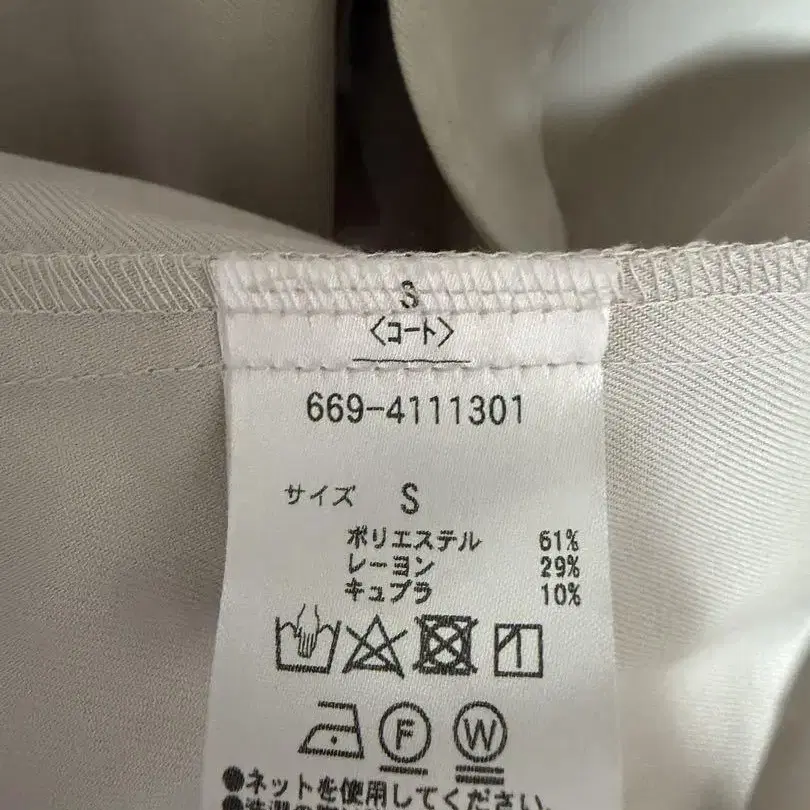 S
〈コート〉
669-4111301
サイズ S
ポリエステル 61%
レーヨン 29%
キュプラ 10%
F W
●ネットを使用してください。